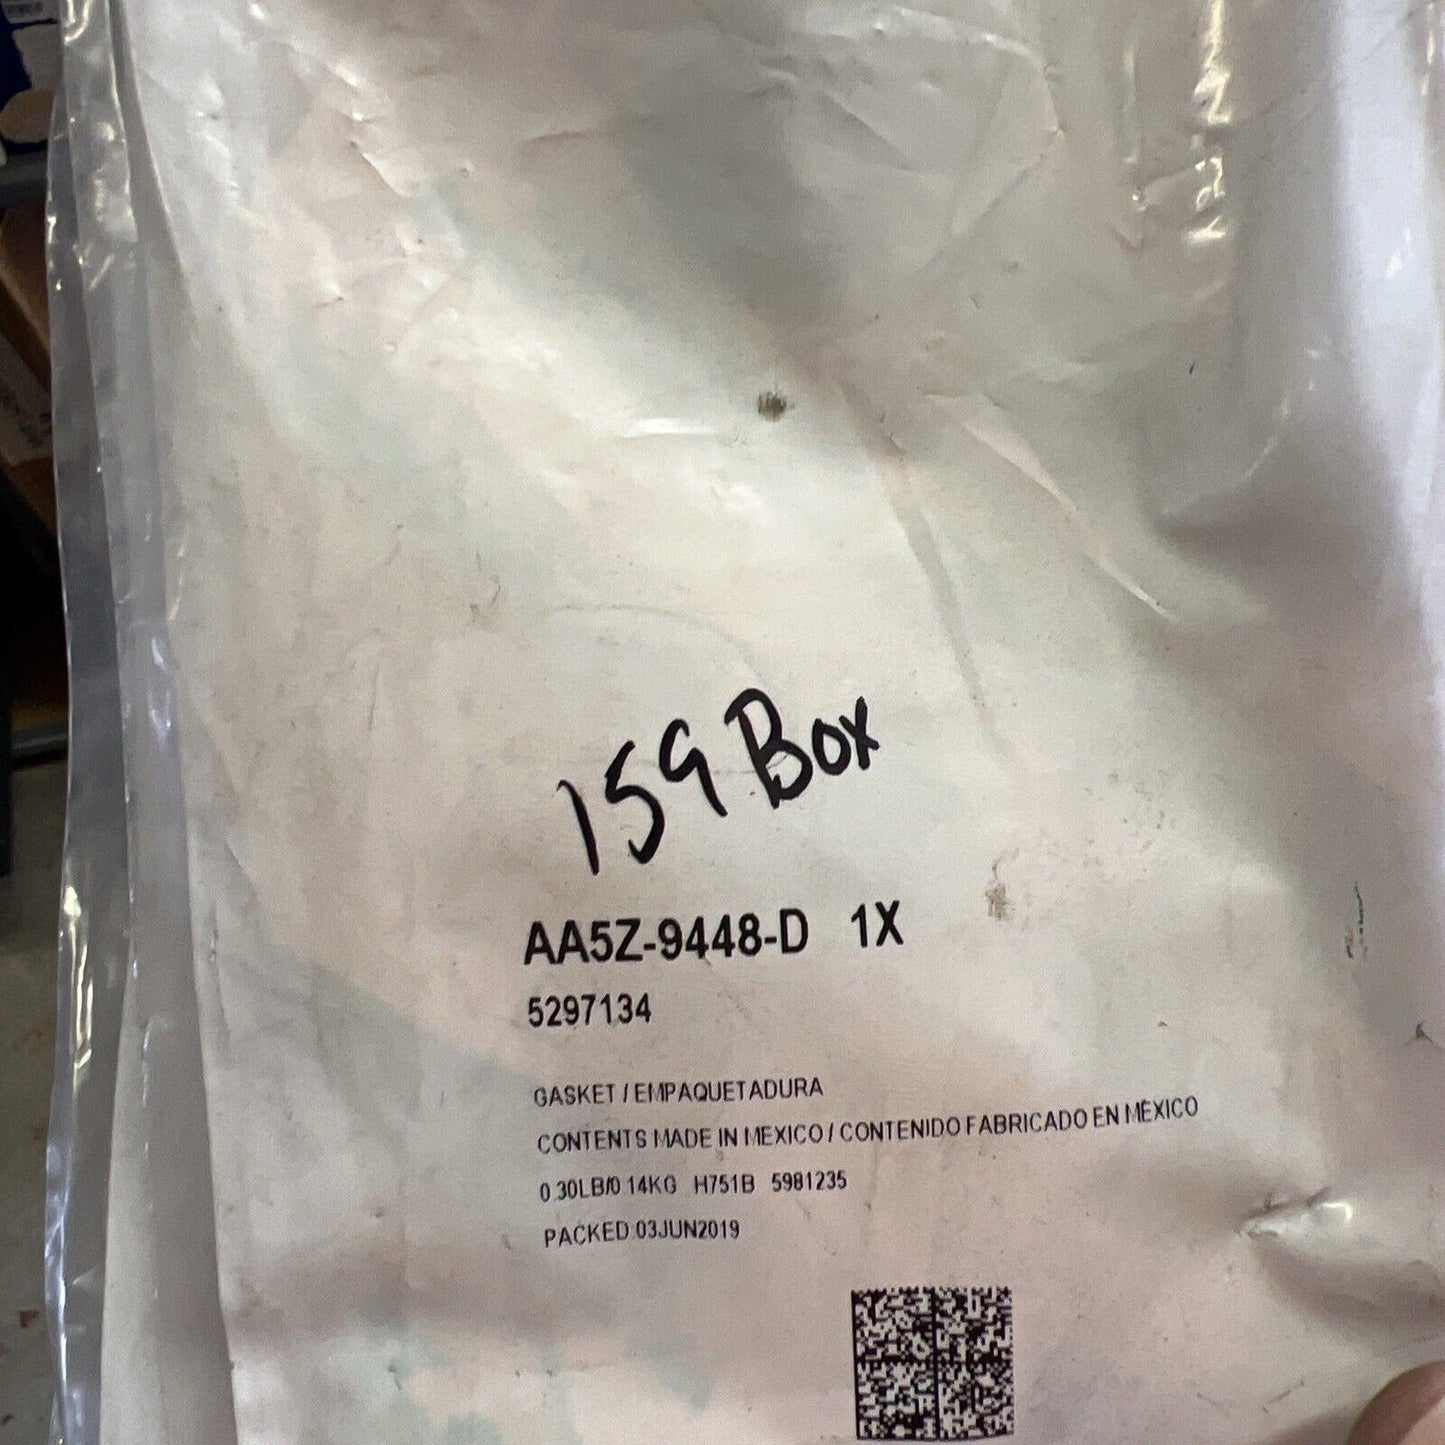 159 Box
AA5Z-9448-D 1X
5297134
GASKET / EMPAQUETADURA
CONTENTS MADE IN MEXICO / CONTENIDO FABRICADO EN MÉXICO
0.30LB/0.14KG H751B 5981235
PACKED 03JUN2019